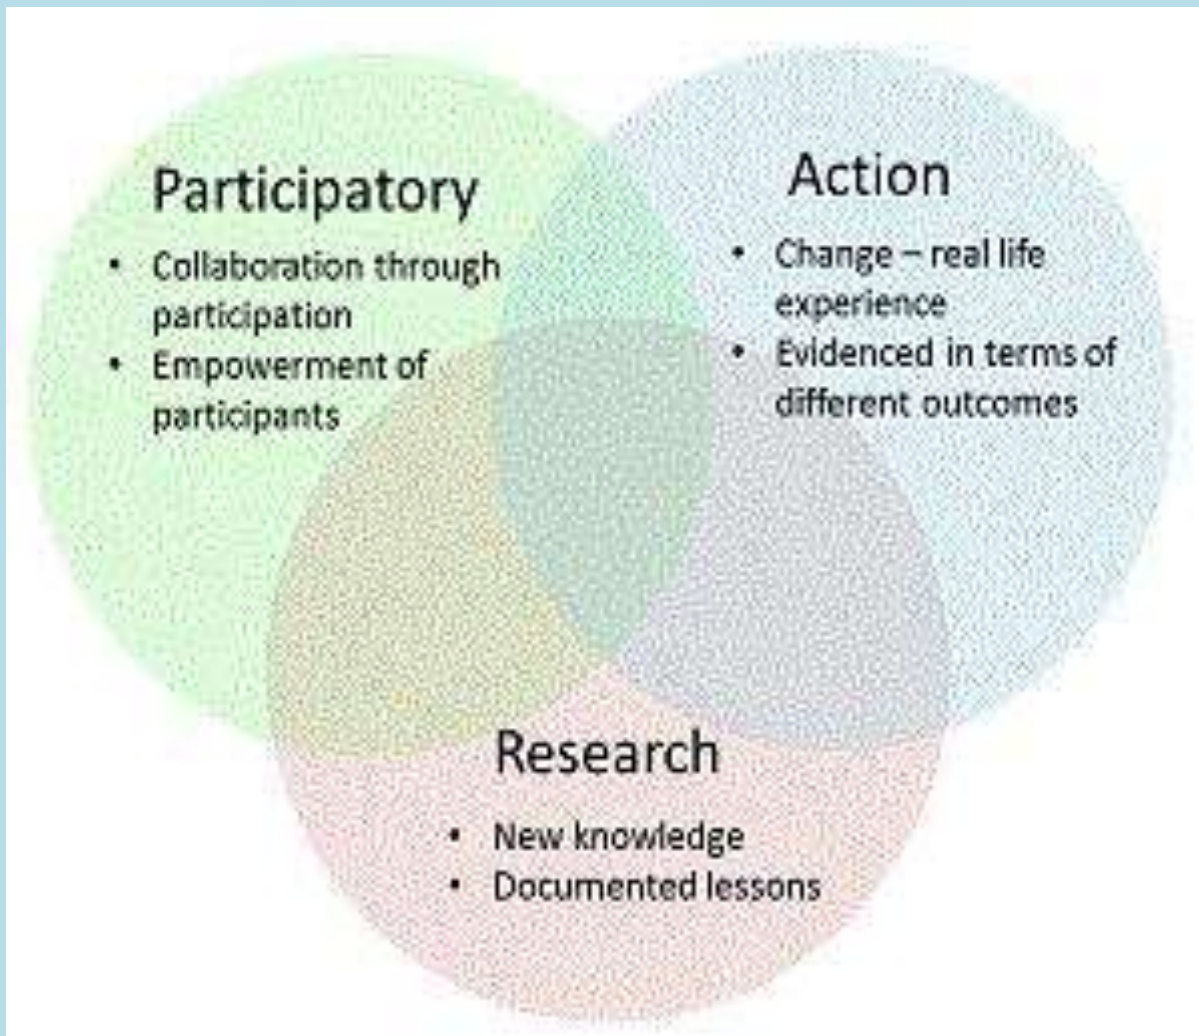 Participatory
• Collaboration through
participation
• Empowerment of
participants
Action
• Change – real life
experience
• Evidenced in terms of
different outcomes
Research
• New knowledge
• Documented lessons